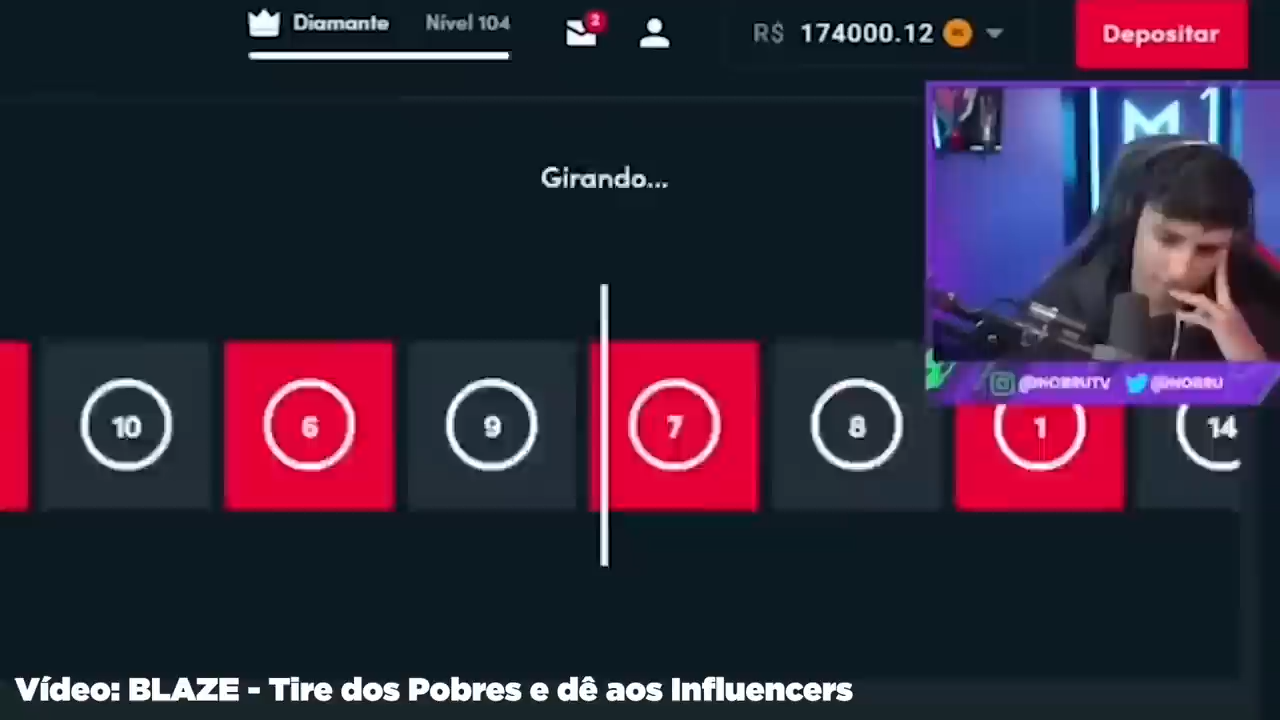 Diamante Nível 104 2 R$ 174000.12 Depositar
M1
Girando...
@NOBRUTV @NOBRU
10 6 9 7 8 1 14
Vídeo: BLAZE - Tire dos Pobres e dê aos Influencers